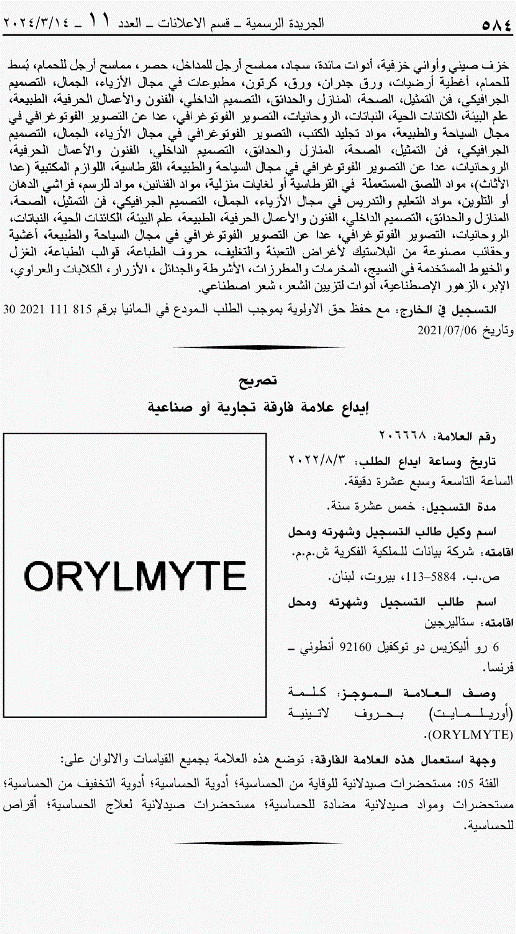 ٥٨٤ الجريدة الرسمية – قسم الاعلانات – العدد ١١ – ٢٠٢٤/٣/١٤
خزف صيني وأواني خزفية، أدوات مائدة، سجاد، مماسح أرجل للمداخل، حصر، مماسح أرجل للحمام، بُسط
للحمام، أغطية أرضيات، ورق جدران، ورق، كرتون، مطبوعات في مجال الأزياء، الجمال، التصميم
الجرافيكي، فن التمثيل، الصحة، المنازل والحدائق، التصميم الداخلي، الفنون والأعمال الحرفية، الطبيعة،
علم البيئة، الكائنات الحية، النباتات، الروحانيات، التصوير الفوتوغرافي، عدا عن التصوير الفوتوغرافي في
مجال السياحة والطبيعة، مواد تجليد الكتب، التصوير الفوتوغرافي في مجال الأزياء، الجمال، التصميم
الجرافيكي، فن التمثيل، الصحة، المنازل والحدائق، التصميم الداخلي، الفنون والأعمال الحرفية،
الروحانيات، عدا عن التصوير الفوتوغرافي في مجال السياحة والطبيعة، القرطاسية، اللوازم المكتبية (عدا
الأثاث)، مواد اللصق المستعملة في القرطاسية أو لغايات منزلية، مواد الفنانين، مواد للرسم، فراشي الدهان
أو التلوين، مواد التعليم والتدريس في مجال الأزياء، الجمال، التصميم الجرافيكي، فن التمثيل، الصحة،
المنازل والحدائق، التصميم الداخلي، الفنون والأعمال الحرفية، الطبيعة، علم البيئة، الكائنات الحية، النباتات،
الروحانيات، التصوير الفوتوغرافي، عدا عن التصوير الفوتوغرافي في مجال السياحة والطبيعة، أغشية
وحقائب مصنوعة من البلاستيك لأغراض التعبئة والتغليف، حروف الطباعة، قوالب الطباعة، الغزل
والخيوط المستخدمة في النسيج، المخرمات والمطرزات، الأشرطة والجدائل ، الأزرار، الكلابات والعراوي،
الإبر، الزهور الإصطناعية، أدوات لتزيين الشعر، شعر اصطناعي.
التسجيل في الخارج: مع حفظ حق الاولوية بموجب الطلب المودع في المانيا برقم 815 111 2021 30
وتاريخ 2021/07/06
تصريح
إيداع علامة فارقة تجارية أو صناعية
رقم العلامة: ٢٠٦٦٦٨
تاريخ وساعة ايداع الطلب: ٢٠٢٢/٨/٣
الساعة التاسعة وسبع عشرة دقيقة.
مدة التسجيل: خمس عشرة سنة.
اسم وكيل طالب التسجيل وشهرته ومحل
اقامته: شركة بيانات للملكية الفكرية ش.م.م.
ص.ب. 5884–113، بيروت، لبنان.
اسم طالب التسجيل وشهرته ومحل
اقامته: ستاليرجين
6 رو أليكزيس دو توكفيل 92160 أنطوني –
فرنسا.
وصف العلامة الموجز: كلمة
(أوريلمايت) بحروف لاتينية
(ORYLMYTE).
ORYLMYTE
وجهة استعمال هذه العلامة الفارقة: توضع هذه العلامة بجميع القياسات والالوان على:
الفئة 05: مستحضرات صيدلانية للوقاية من الحساسية؛ أدوية الحساسية؛ أدوية التخفيف من الحساسية؛
مستحضرات ومواد صيدلانية مضادة للحساسية؛ مستحضرات صيدلانية لعلاج الحساسية؛ أقراص
للحساسية.